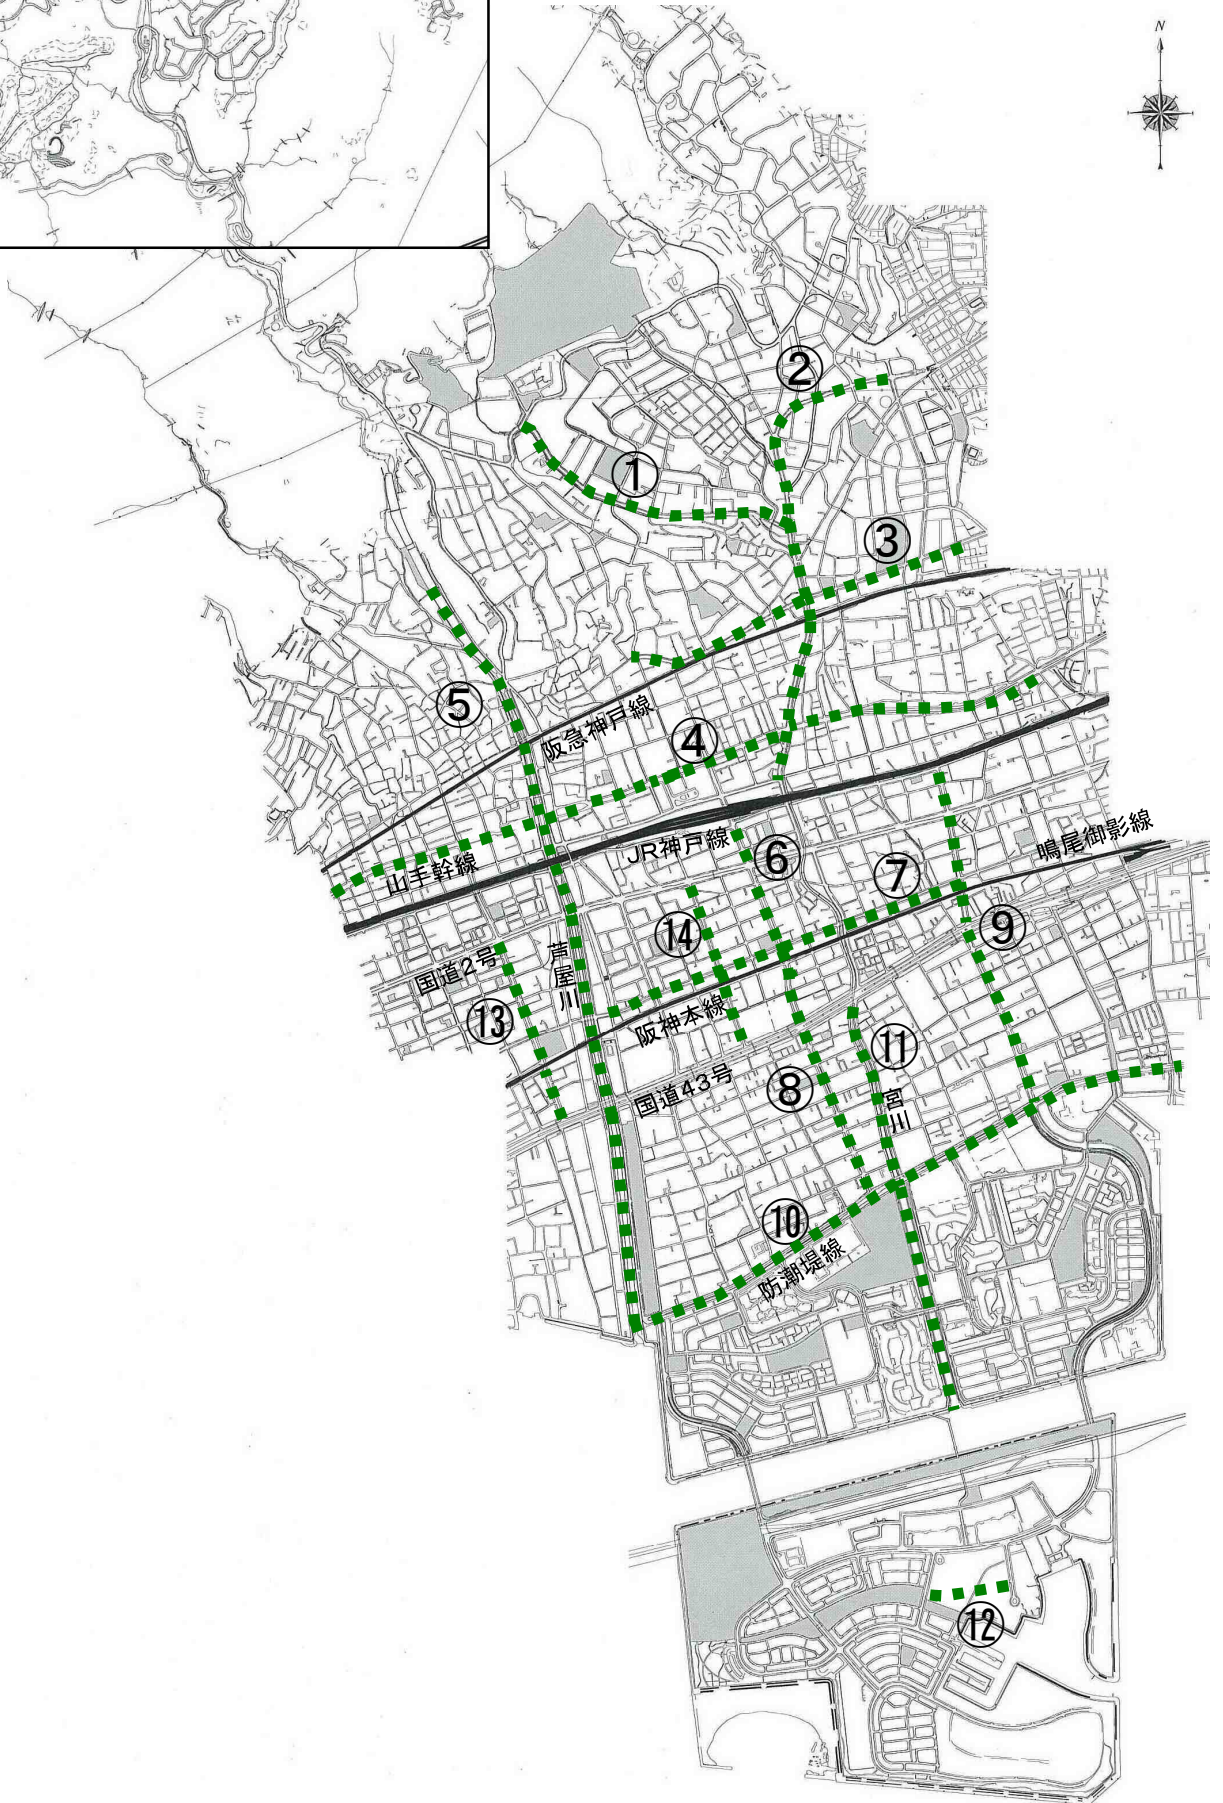 N
②
①
③
⑤
阪急神戸線
④
山手幹線
JR神戸線
⑥
⑦
鳴尾御影線
⑭
⑨
国道2号
芦屋川
⑬
阪神本線
⑪
国道43号
⑧
宮川
⑩
防潮堤線
⑫